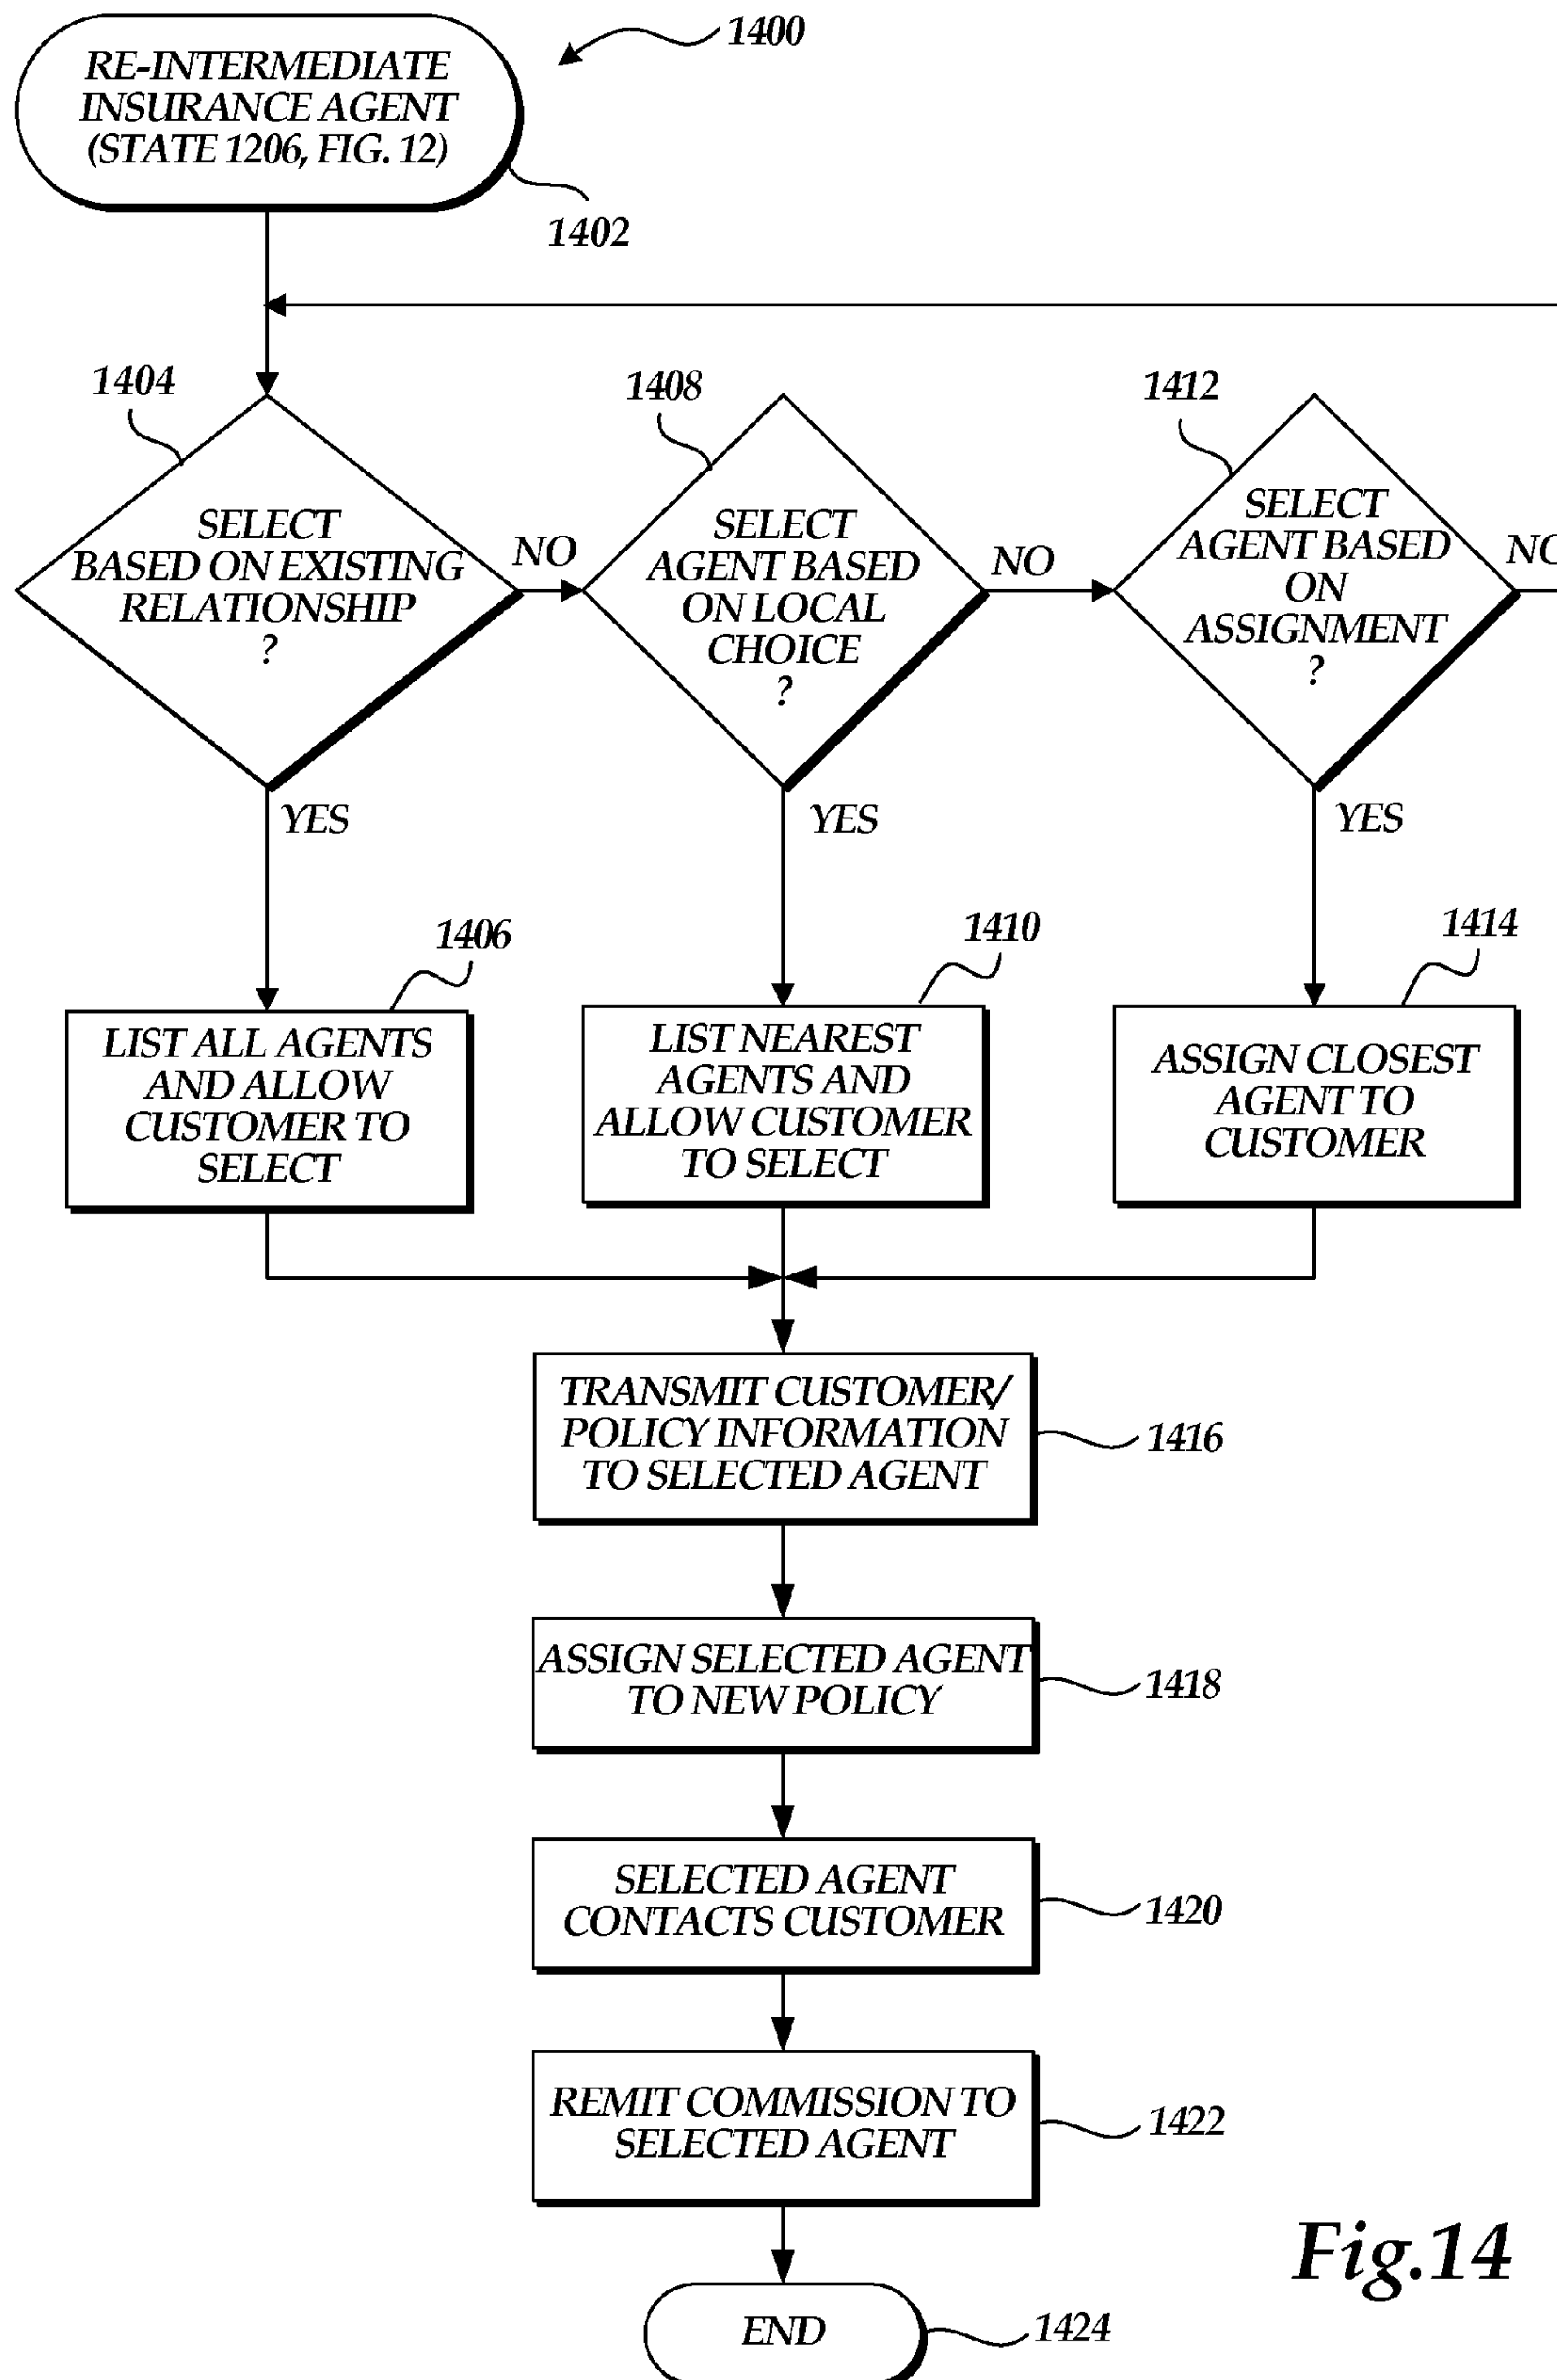 1400
RE-INTERMEDIATE
INSURANCE AGENT
(STATE 1206, FIG. 12)
1402
1404
1408
1412
SELECT
BASED ON EXISTING
RELATIONSHIP
?
NO
SELECT
AGENT BASED
ON LOCAL
CHOICE
?
NO
SELECT
AGENT BASED
ON
ASSIGNMENT
?
NO
YES
YES
YES
1406
1410
1414
LIST ALL AGENTS
AND ALLOW
CUSTOMER TO
SELECT
LIST NEAREST
AGENTS AND
ALLOW CUSTOMER
TO SELECT
ASSIGN CLOSEST
AGENT TO
CUSTOMER
TRANSMIT CUSTOMER/
POLICY INFORMATION
TO SELECTED AGENT
1416
ASSIGN SELECTED AGENT
TO NEW POLICY
1418
SELECTED AGENT
CONTACTS CUSTOMER
1420
REMIT COMMISSION TO
SELECTED AGENT
1422
Fig.14
END
1424